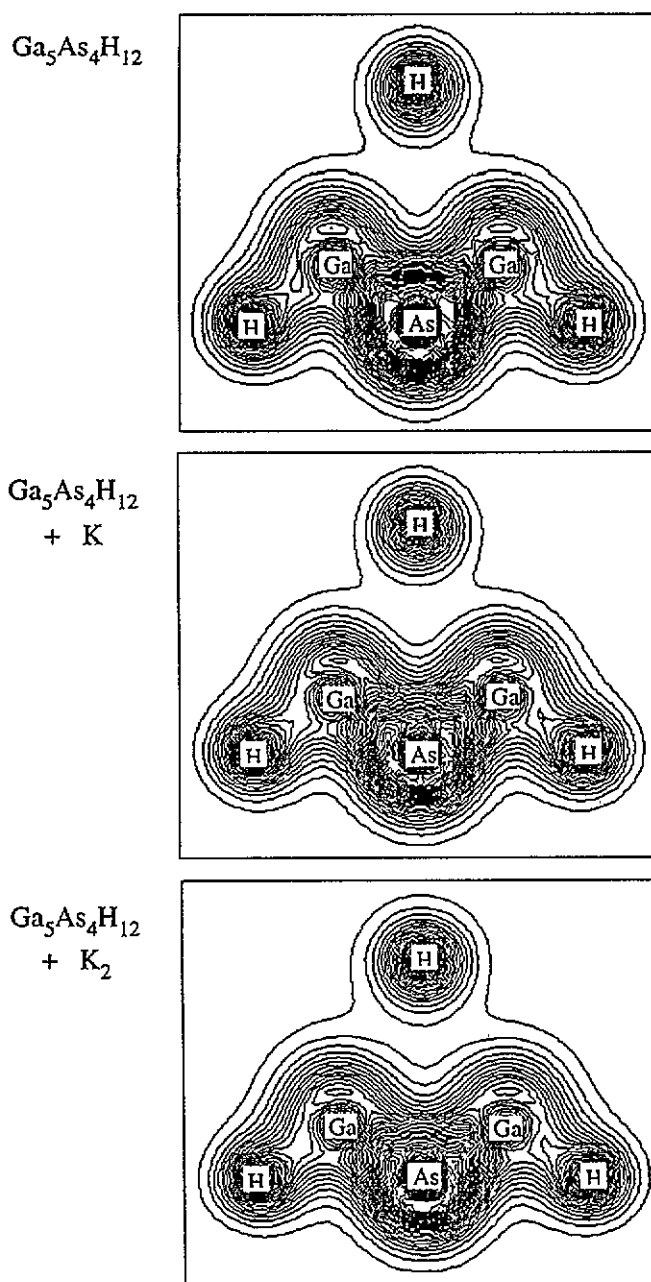 Ga₅As₄H₁₂
H
Ga Ga
H As H
Ga₅As₄H₁₂
+ K
H
Ga Ga
H As H
Ga₅As₄H₁₂
+ K₂
H
Ga Ga
H As H